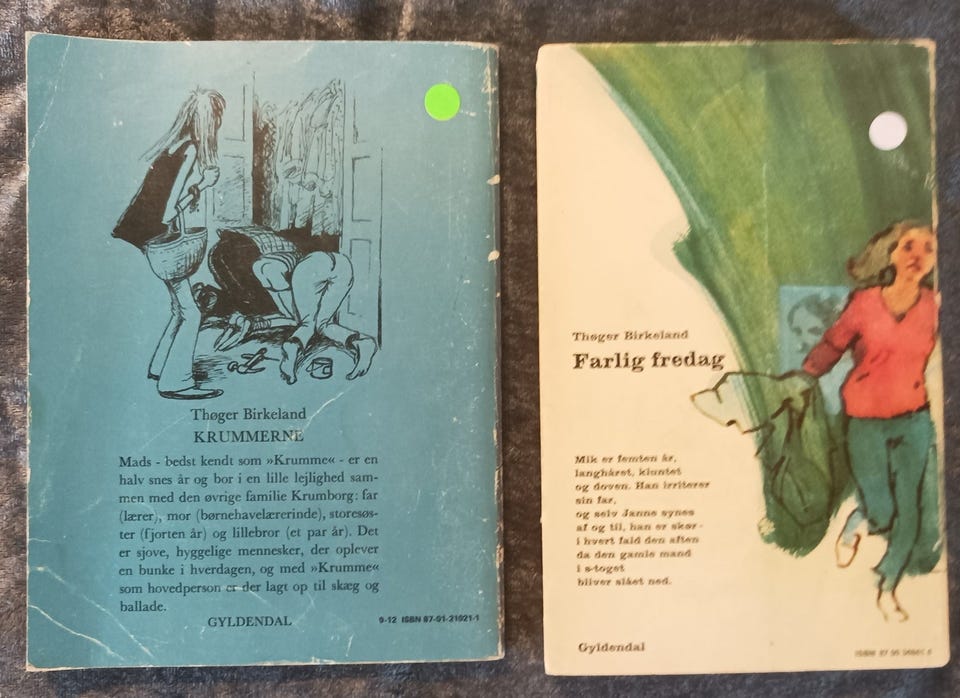 Thøger Birkeland
KRUMMERNE
Mads - bedst kendt som »Krumme« - er en
halv snes år og bor i en lille lejlighed sam-
men med den øvrige familie Krumborg: far
(lærer), mor (børnehavelærerinde), storesøs-
ter (fjorten år) og lillebror (et par år). Det
er sjove, hyggelige mennesker, der oplever
en bunke i hverdagen, og med »Krumme«
som hovedperson er der lagt op til skæg og
ballade.
GYLDENDAL
9-12 ISBN 87-01-21021-1
Thøger Birkeland
Farlig fredag
Mik er femten år,
langhåret, kluntet
og doven. Han irriterer
sin far,
og selv Janne synes
af og til, han er skør -
i hvert fald den aften
da den gamle mand
i s-toget
bliver slået ned.
Gyldendal
ISBN 87 00